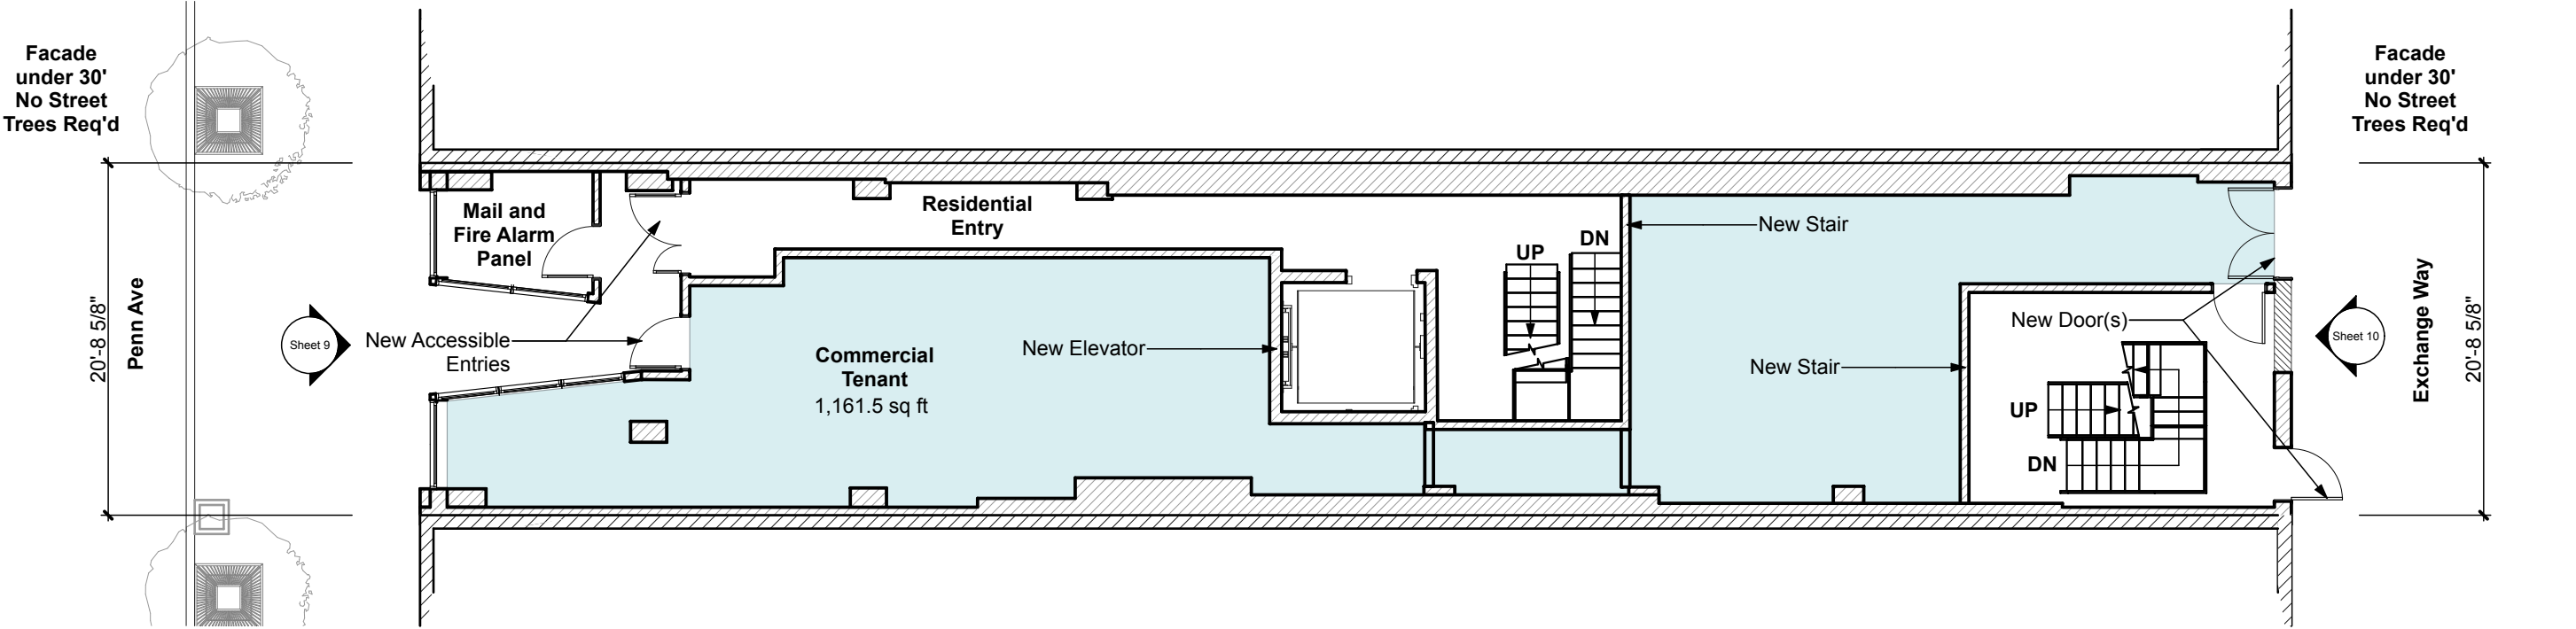 Facade
under 30'
No Street
Trees Req'd
20'-8 5/8"
Penn Ave
Sheet 9
New Accessible
Entries
Mail and
Fire Alarm
Panel
Residential
Entry
Commercial
Tenant
1,161.5 sq ft
New Elevator
UP
DN
New Stair
New Stair
New Door(s)
UP
DN
Sheet 10
Exchange Way
20'-8 5/8"
Facade
under 30'
No Street
Trees Req'd